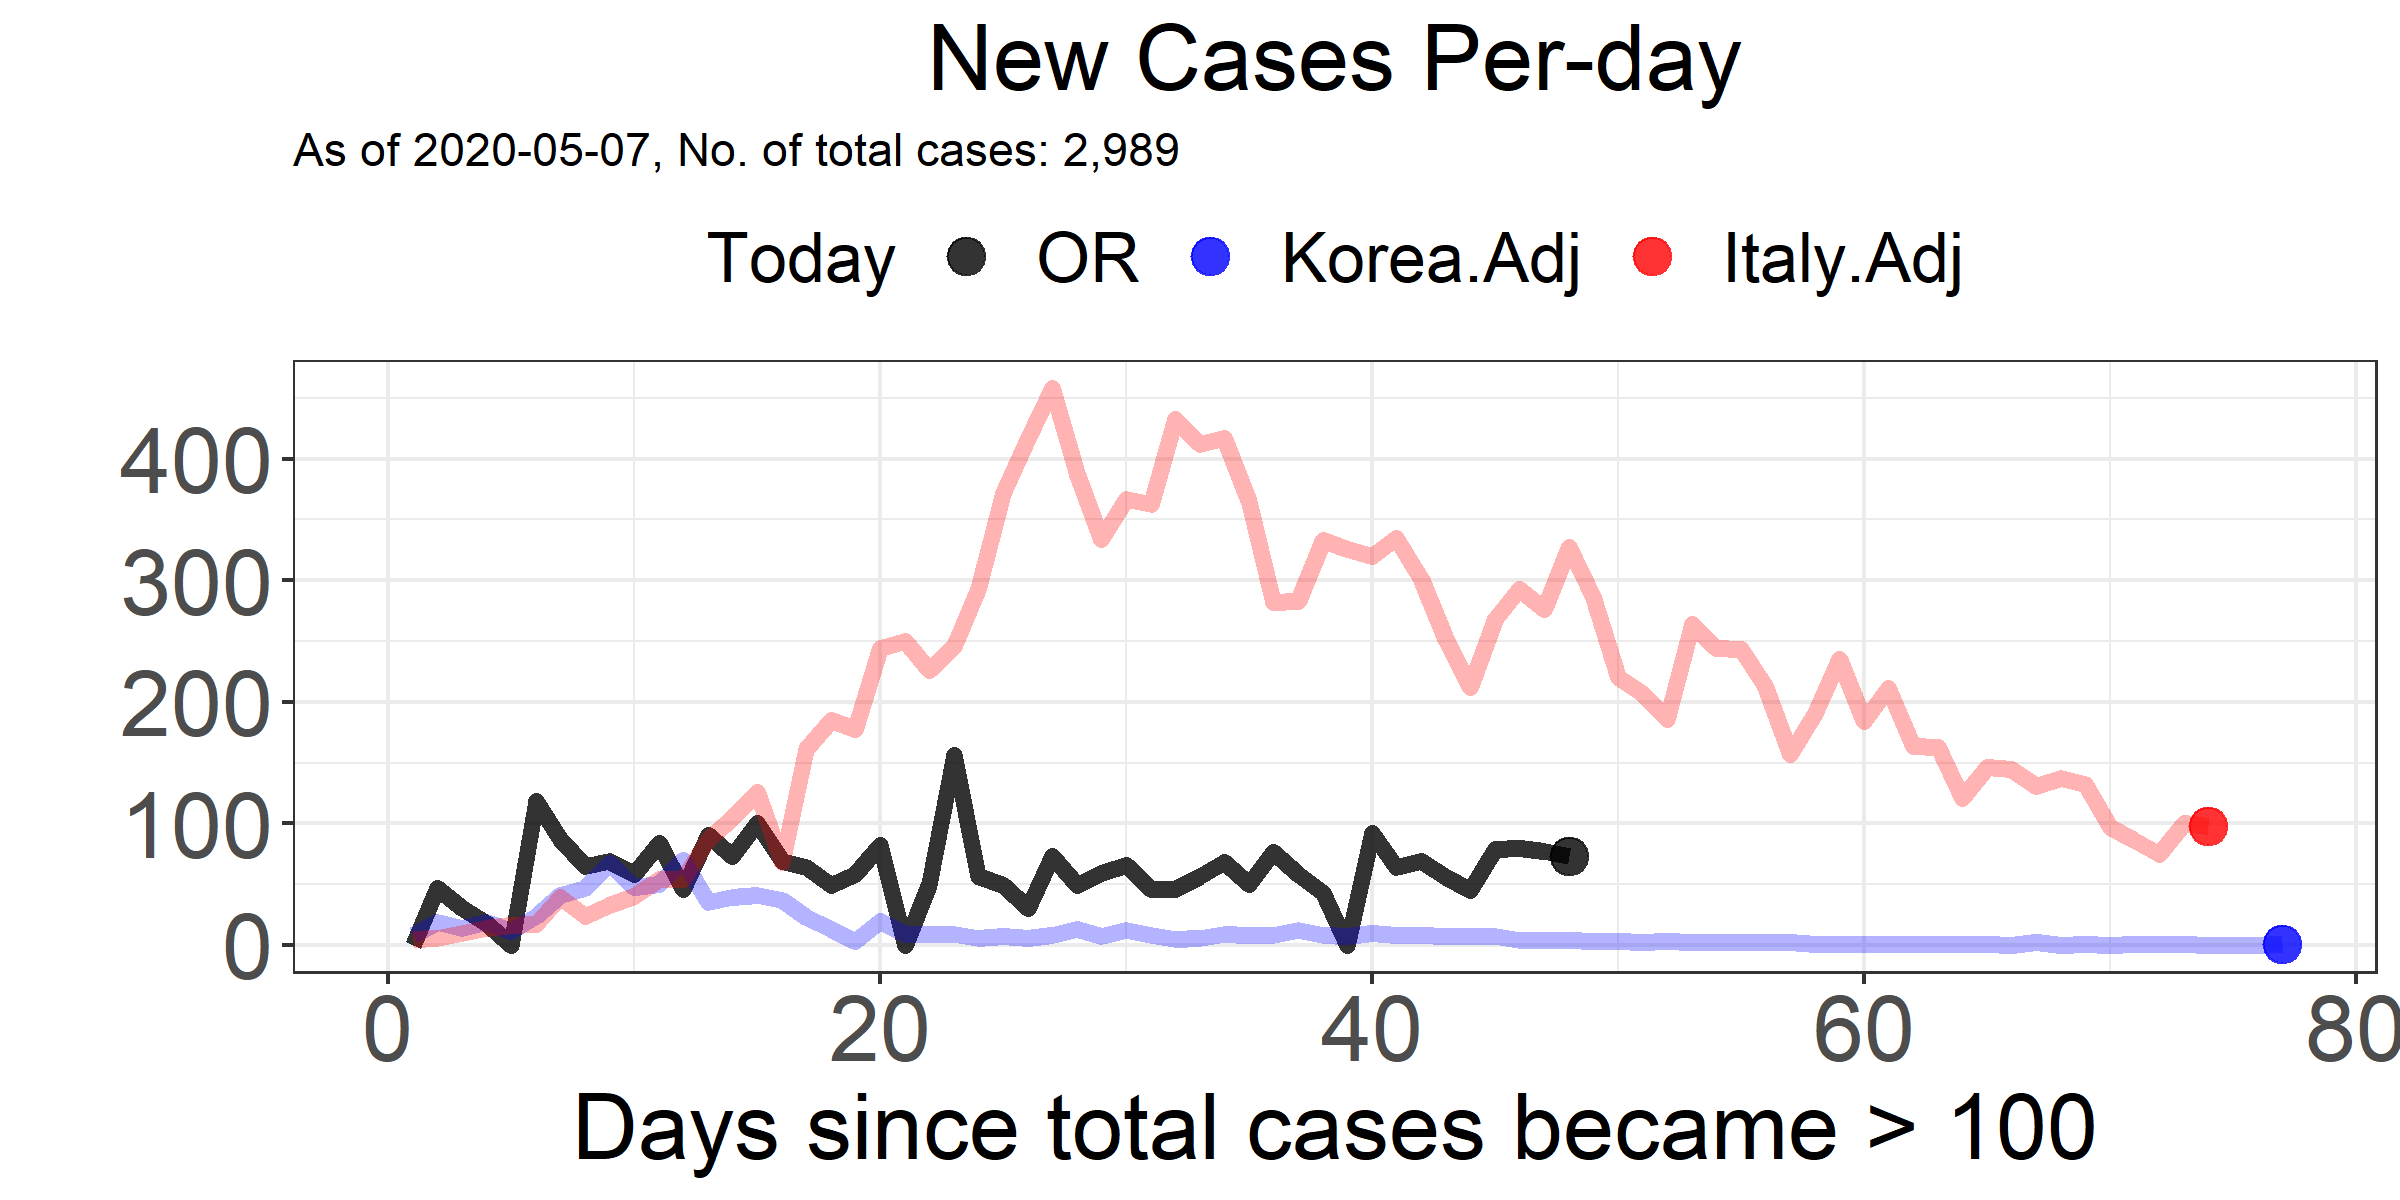 New Cases Per-day
As of 2020-05-07, No. of total cases: 2,989
Today OR Korea.Adj Italy.Adj
400
300
200
100
0
0 20 40 60 80
Days since total cases became > 100